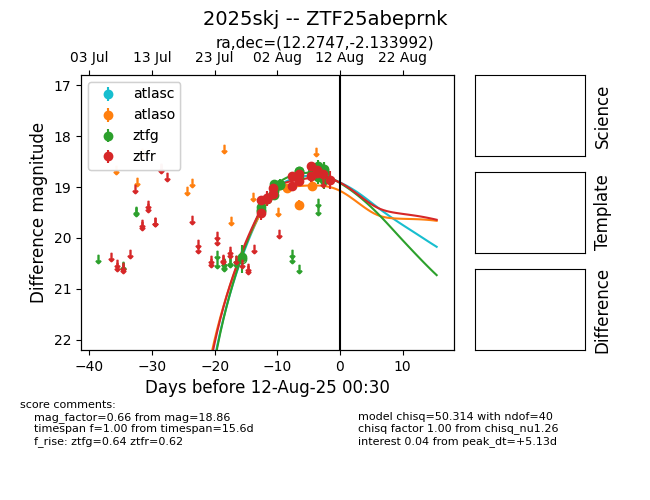 2025skj -- ZTF25abeprnk
ra,dec=(12.2747,-2.133992)
03 Jul 13 Jul 23 Jul 02 Aug 12 Aug 22 Aug
atlasc
atlaso
ztfg
ztfr
17
18
19
20
21
22
Difference magnitude
−40 −30 −20 −10 0 10
Days before 12-Aug-25 00:30
Science
Template
Difference
score comments:
mag_factor=0.66 from mag=18.86
timespan f=1.00 from timespan=15.6d
f_rise: ztfg=0.64 ztfr=0.62
model chisq=50.314 with ndof=40
chisq factor 1.00 from chisq_nu1.26
interest 0.04 from peak_dt=+5.13d